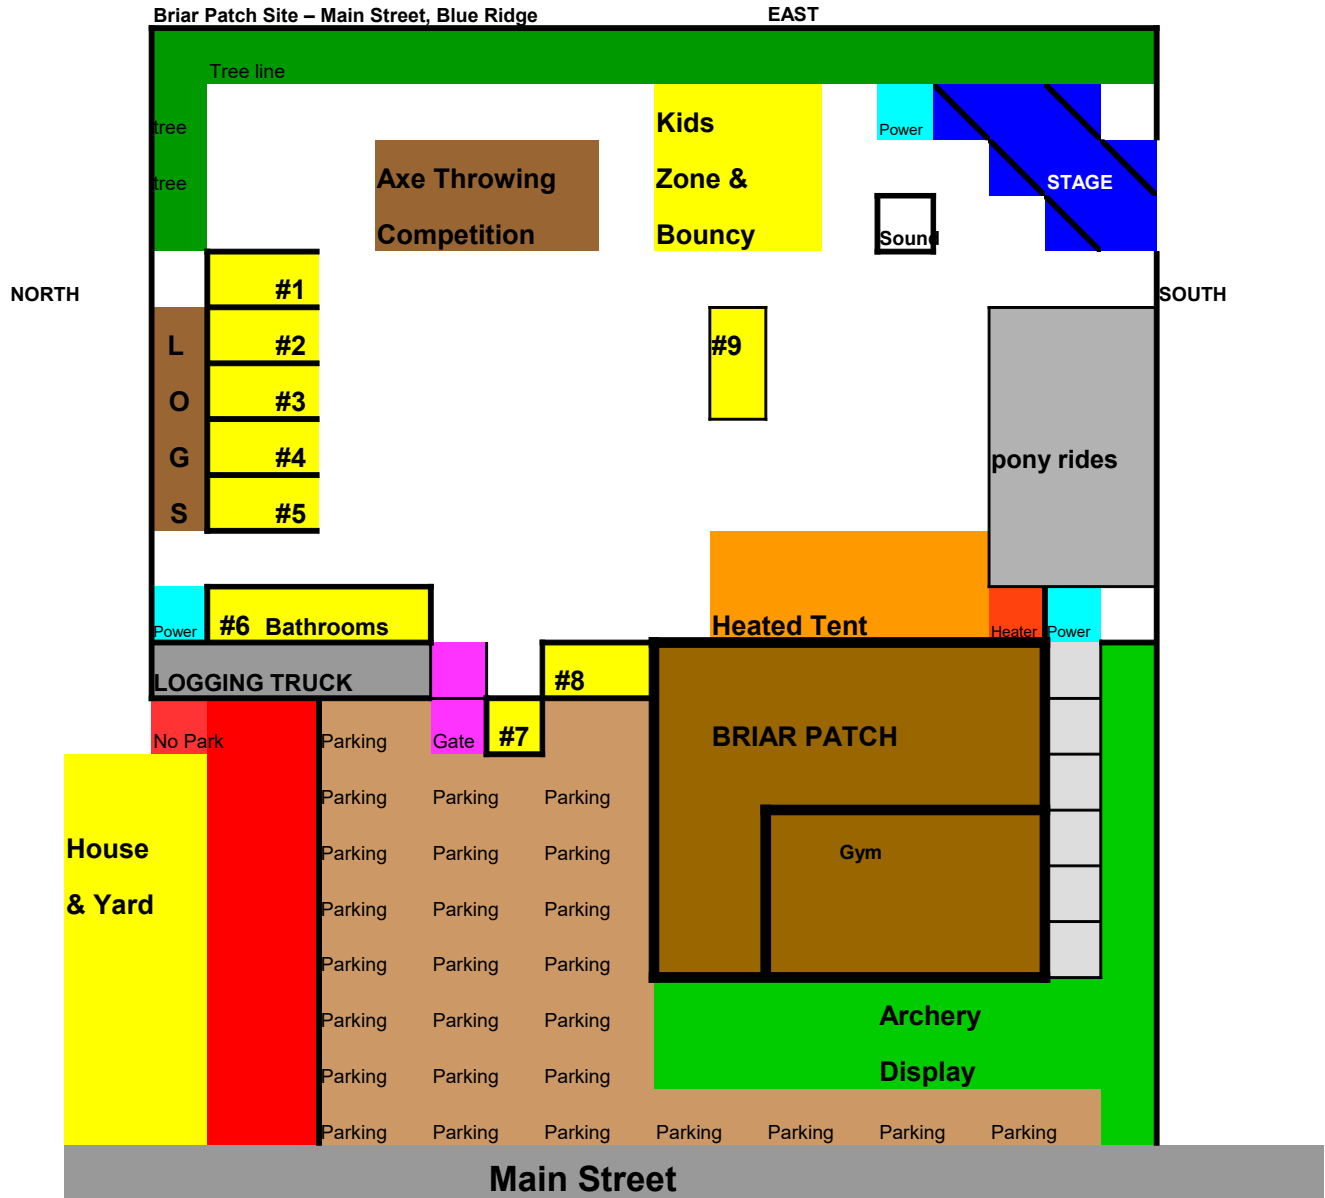 Briar Patch Site – Main Street, Blue Ridge EAST
Tree line
tree Kids Power
tree Axe Throwing Zone & STAGE
Competition Bouncy Sound
NORTH #1 SOUTH
L #2 #9
O #3
G #4 pony rides
S #5
Power #6 Bathrooms Heated Tent Heater Power
LOGGING TRUCK #8
No Park Parking Gate #7 BRIAR PATCH
Parking Parking Parking
House Parking Parking Parking Gym
& Yard Parking Parking Parking
Parking Parking Parking
Parking Parking Parking Archery
Parking Parking Parking Display
Parking Parking Parking Parking Parking Parking Parking
Main Street